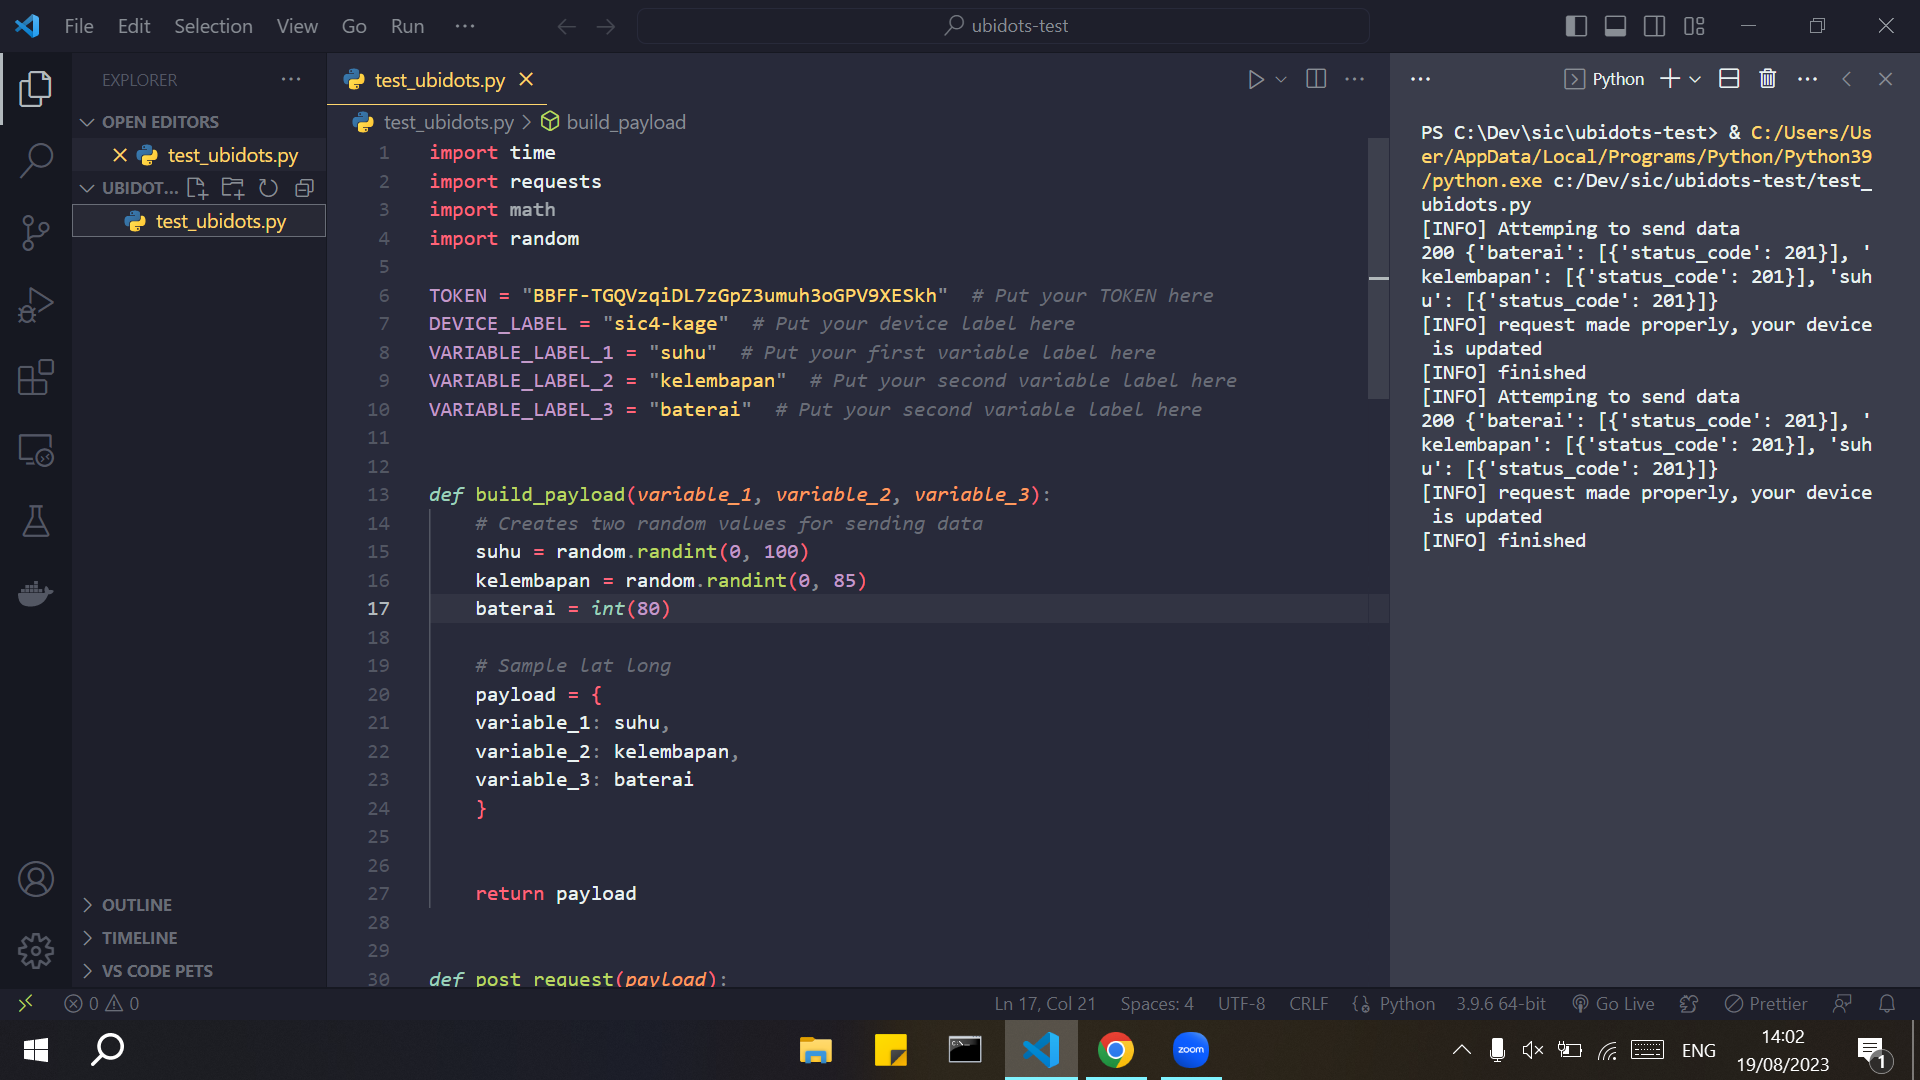 File Edit Selection View Go Run ··· ubidots-test
EXPLORER ···
OPEN EDITORS
test_ubidots.py
UBIDOT...
test_ubidots.py
OUTLINE
TIMELINE
VS CODE PETS
test_ubidots.py
test_ubidots.py > build_payload
1 import time
2 import requests
3 import math
4 import random
5
6 TOKEN = "BBFF-TGQVzqiDL7zGpZ3umuh3oGPV9XESkh" # Put your TOKEN here
7 DEVICE_LABEL = "sic4-kage" # Put your device label here
8 VARIABLE_LABEL_1 = "suhu" # Put your first variable label here
9 VARIABLE_LABEL_2 = "kelembapan" # Put your second variable label here
10 VARIABLE_LABEL_3 = "baterai" # Put your second variable label here
11
12
13 def build_payload(variable_1, variable_2, variable_3):
14 # Creates two random values for sending data
15 suhu = random.randint(0, 100)
16 kelembapan = random.randint(0, 85)
17 baterai = int(80)
18
19 # Sample lat long
20 payload = {
21 variable_1: suhu,
22 variable_2: kelembapan,
23 variable_3: baterai
24 }
25
26
27 return payload
28
29
30 def post_request(payload):
··· Python ···
PS C:\Dev\sic\ubidots-test> & C:/Users/Us
er/AppData/Local/Programs/Python/Python39
/python.exe c:/Dev/sic/ubidots-test/test_
ubidots.py
[INFO] Attemping to send data
200 {'baterai': [{'status_code': 201}], '
kelembapan': [{'status_code': 201}], 'suh
u': [{'status_code': 201}]}
[INFO] request made properly, your device
is updated
[INFO] finished
[INFO] Attemping to send data
200 {'baterai': [{'status_code': 201}], '
kelembapan': [{'status_code': 201}], 'suh
u': [{'status_code': 201}]}
[INFO] request made properly, your device
is updated
[INFO] finished
0 0 Ln 17, Col 21 Spaces: 4 UTF-8 CRLF Python 3.9.6 64-bit Go Live Prettier
zoom ENG
14:02
19/08/2023
1